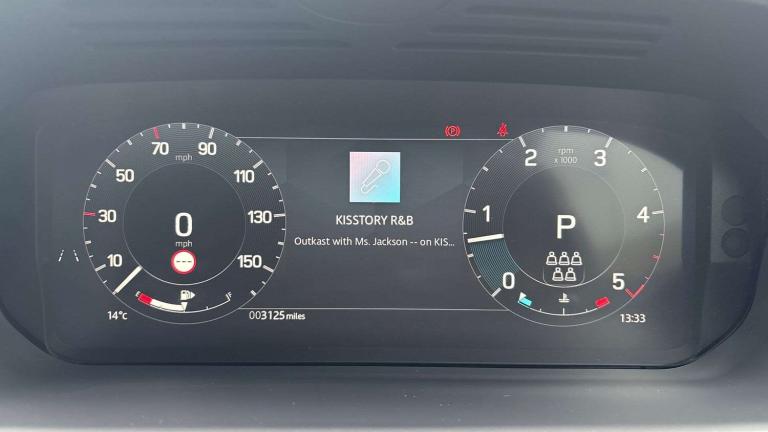 10
30
50
70
90
110
130
150
mph
0
mph
E
F
14°C
KISSTORY R&B
Outkast with Ms. Jackson -- on KIS...
003125 miles
P
0
1
2
3
4
5
rpm
x 1000
P
13:33